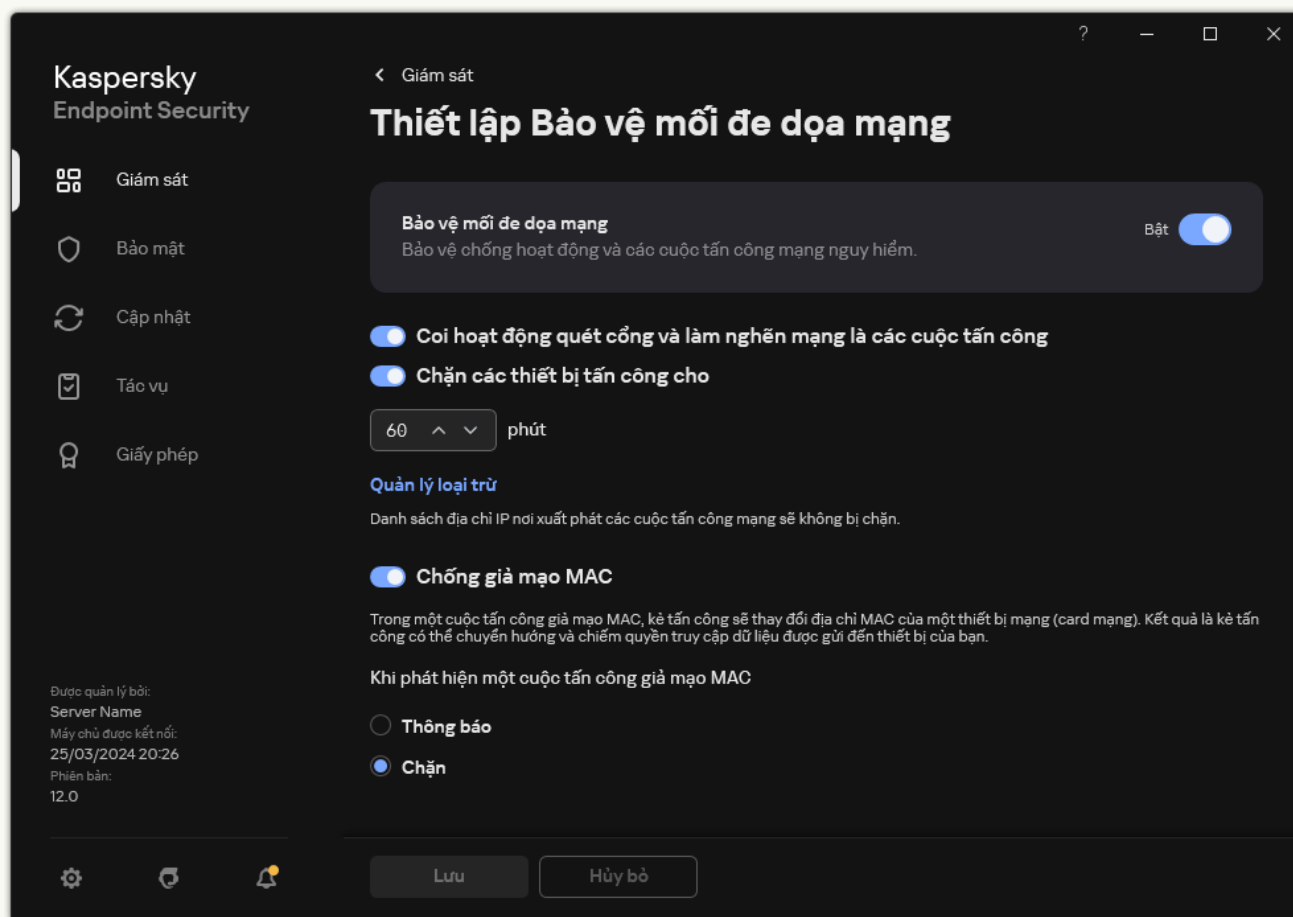 Kaspersky
Endpoint Security
Giám sát
Bảo mật
Cập nhật
Tác vụ
Giấy phép
Được quản lý bởi:
Server Name
Máy chủ được kết nối:
25/03/2024 20:26
Phiên bản:
12.0
?
Giám sát
Thiết lập Bảo vệ mối đe dọa mạng
Bảo vệ mối đe dọa mạng
Bảo vệ chống hoạt động và các cuộc tấn công mạng nguy hiểm.
Bật
Coi hoạt động quét cổng và làm nghẽn mạng là các cuộc tấn công
Chặn các thiết bị tấn công cho
60 phút
Quản lý loại trừ
Danh sách địa chỉ IP nơi xuất phát các cuộc tấn công mạng sẽ không bị chặn.
Chống giả mạo MAC
Trong một cuộc tấn công giả mạo MAC, kẻ tấn công sẽ thay đổi địa chỉ MAC của một thiết bị mạng (card mạng). Kết quả là kẻ tấn
công có thể chuyển hướng và chiếm quyền truy cập dữ liệu được gửi đến thiết bị của bạn.
Khi phát hiện một cuộc tấn công giả mạo MAC
Thông báo
Chặn
Lưu
Hủy bỏ